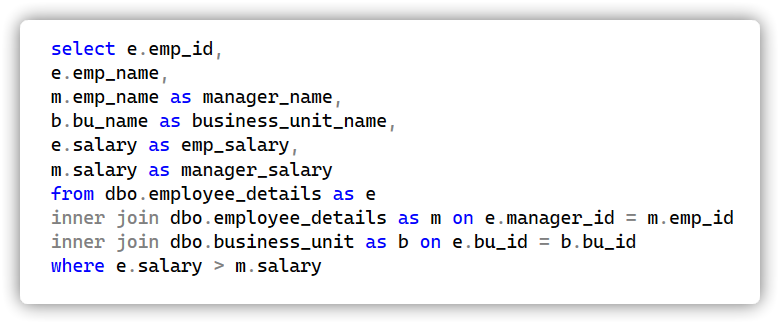 select e.emp_id,
e.emp_name,
m.emp_name as manager_name,
b.bu_name as business_unit_name,
e.salary as emp_salary,
m.salary as manager_salary
from dbo.employee_details as e
inner join dbo.employee_details as m on e.manager_id = m.emp_id
inner join dbo.business_unit as b on e.bu_id = b.bu_id
where e.salary > m.salary